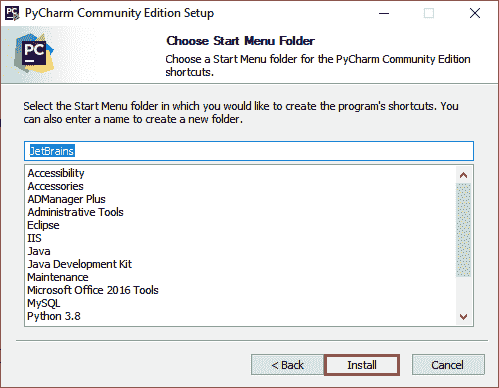 PyCharm Community Edition Setup
PC
Choose Start Menu Folder
Choose a Start Menu folder for the PyCharm Community Edition
shortcuts.
Select the Start Menu folder in which you would like to create the program's shortcuts. You
can also enter a name to create a new folder.
JetBrains
Accessibility
Accessories
ADManager Plus
Administrative Tools
Eclipse
IIS
Java
Java Development Kit
Maintenance
Microsoft Office 2016 Tools
MySQL
Python 3.8
< Back Install Cancel